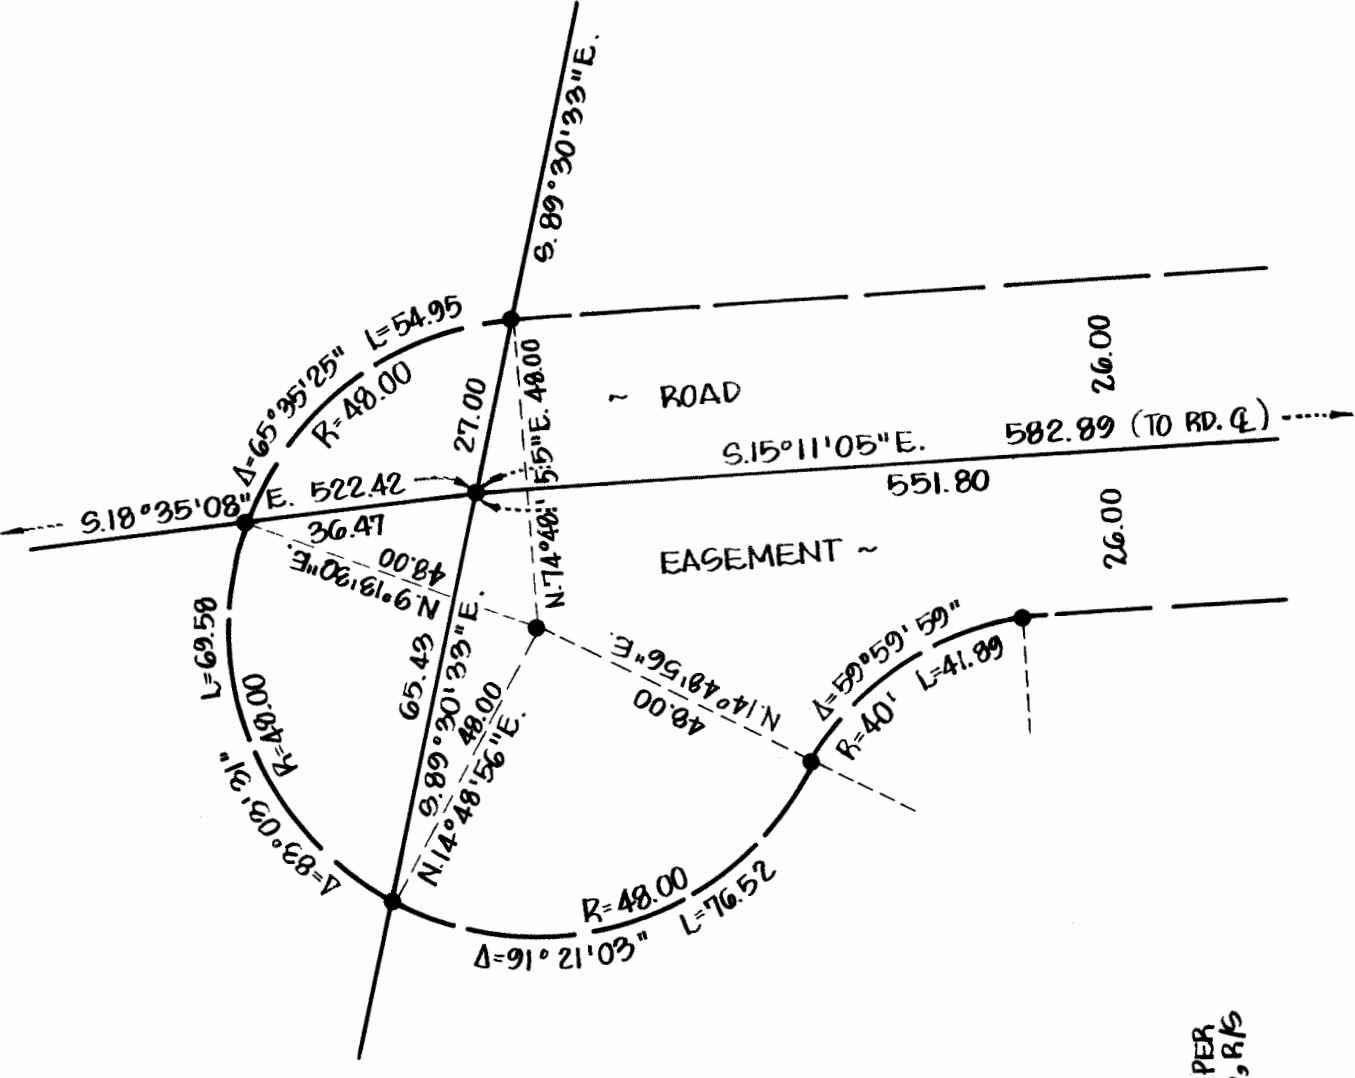 S. 89°30'33"E.
L=54.95
Δ=65°35'25"
R=48.00
27.00
N.74°48'55"E. 48.00
~ ROAD
26.00
S.15°11'05"E.
582.89 (TO RD. ℄)
551.80
S.18°35'08" E. 522.42
36.47
48.00
N.9°13'30"E.
EASEMENT ~
26.00
L=69.58
R=48.00
Δ=83°03'31"
65.43
S.89°30'33"E.
48.00
N.14°48'56"E.
N.14°48'56"E.
48.00
Δ=59°59'59"
R=40'
L=41.89
R=48.00
L=76.52
Δ=91°21'03"
PER
, R/S